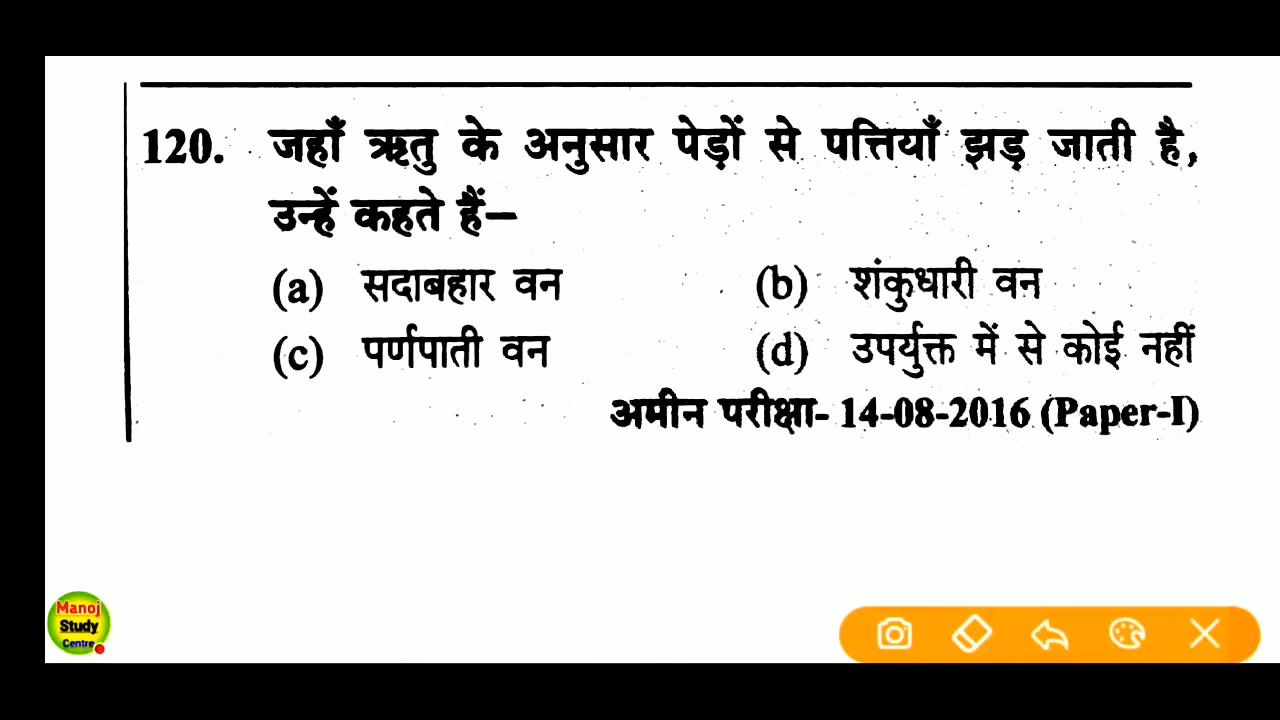 120. जहाँ ऋतु के अनुसार पेड़ों से पत्तियाँ झड़ जाती है,
उन्हें कहते हैं–
(a) सदाबहार वन (b) शंकुधारी वन
(c) पर्णपाती वन (d) उपर्युक्त में से कोई नहीं
अमीन परीक्षा- 14-08-2016 (Paper-I)
Manoj
Study
Centre